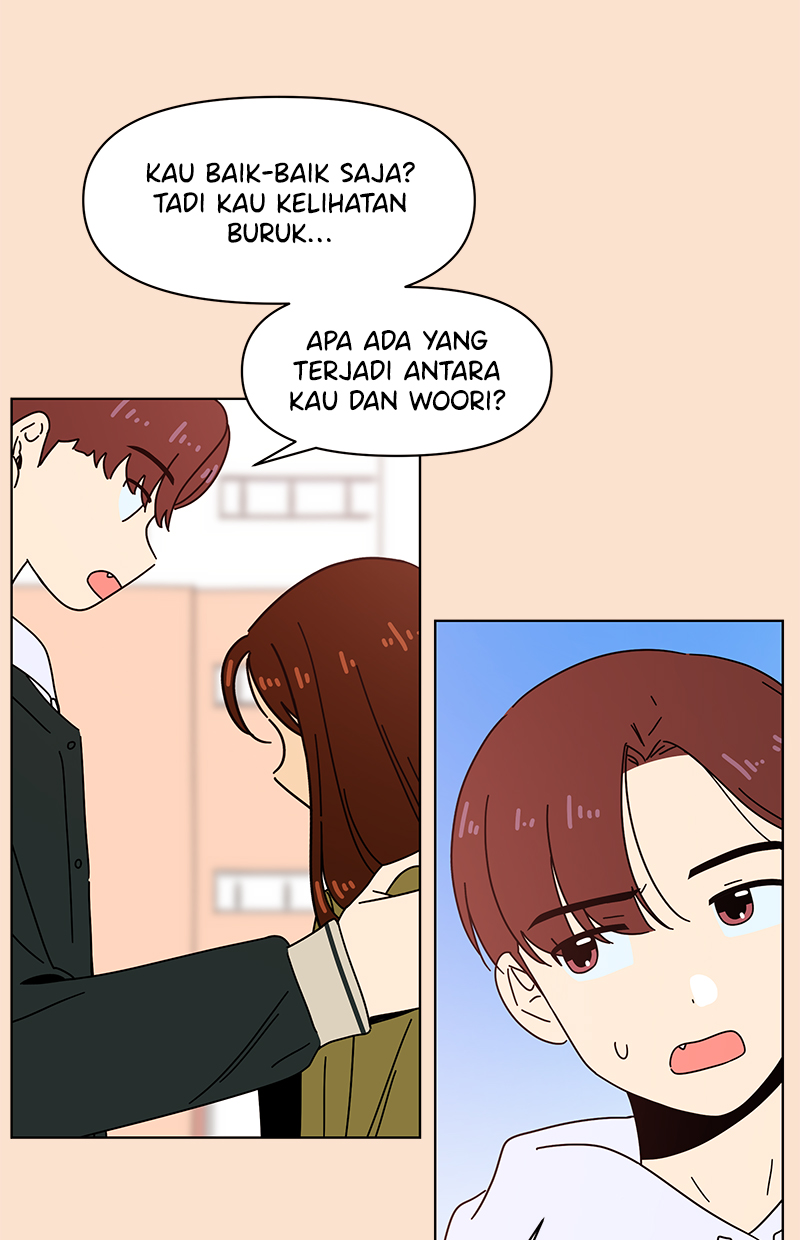 KAU BAIK-BAIK SAJA?
TADI KAU KELIHATAN
BURUK...
APA ADA YANG
TERJADI ANTARA
KAU DAN WOORI?